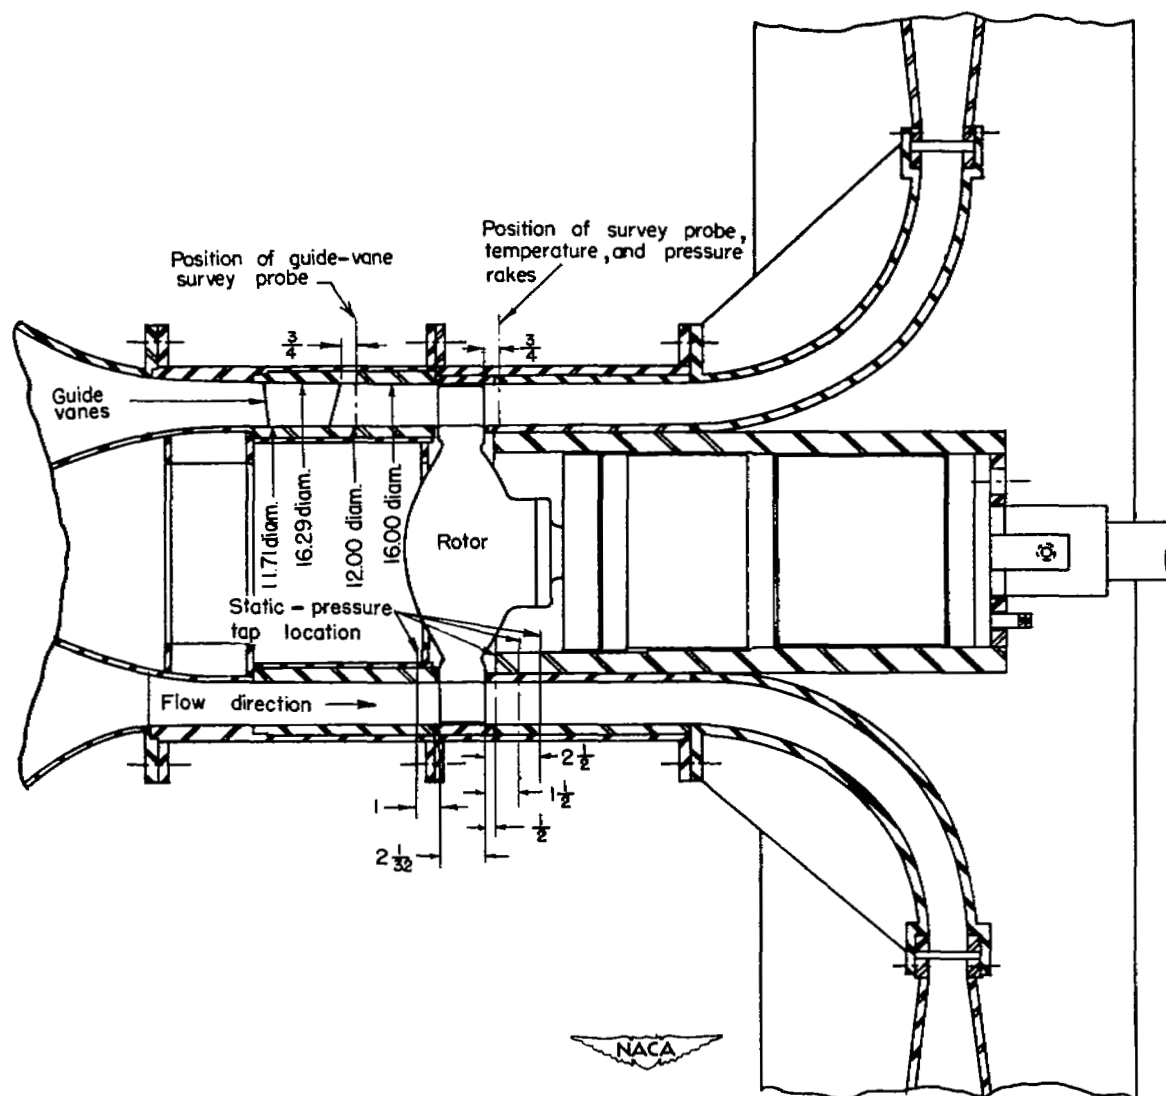 Position of survey probe,
temperature, and pressure
rakes
Position of guide-vane
survey probe
3/4
3/4
Guide
vanes
11.71 diam.
16.29 diam.
12.00 diam.
16.00 diam.
Rotor
Static-pressure
tap location
Flow direction
2 1/2
1 1/2
1
1/2
2 1/32
NACA